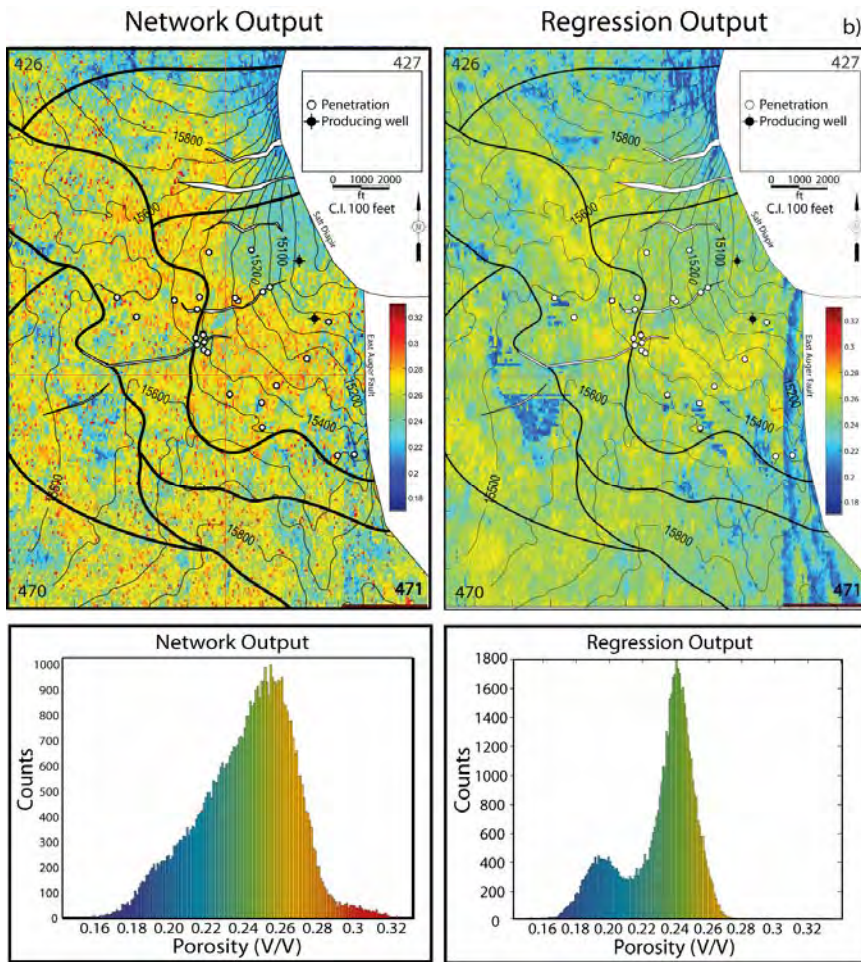 Network Output
Regression Output
b)
426
427
Penetration
Producing well
0 1000 2000
ft
C.I. 100 feet
N
15800
15600
Salt Diapir
15100
15200
0.32
0.3
0.28
0.26
0.24
0.22
0.2
0.18
East Auger Fault
15200
15600
15400
15500
15800
470
471
426
427
Penetration
Producing well
0 1000 2000
ft
C.I. 100 feet
N
15800
15600
Salt Diapir
15100
15200
0.32
0.3
0.28
0.26
0.24
0.22
0.2
0.18
East Auger Fault
15200
15600
15400
15500
15800
470
471
Network Output
1000
900
800
700
600
500
400
300
200
100
0
Counts
0.16 0.18 0.20 0.22 0.24 0.26 0.28 0.3 0.32
Porosity (V/V)
Regression Output
1800
1600
1400
1200
1000
800
600
400
200
0
Counts
0.16 0.18 0.20 0.22 0.24 0.26 0.28 0.3 0.32
Porosity (V/V)